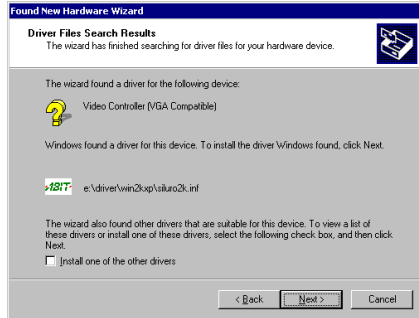 Found New Hardware Wizard
Driver Files Search Results
The wizard has finished searching for driver files for your hardware device.
The wizard found a driver for the following device:
Video Controller (VGA Compatible)
Windows found a driver for this device. To install the driver Windows found, click Next.
ABIT
e:\driver\win2kxp\siluro2k.inf
The wizard also found other drivers that are suitable for this device. To view a list of
these drivers or install one of these drivers, select the following check box, and then click
Next.
Install one of the other drivers
< Back
Next >
Cancel